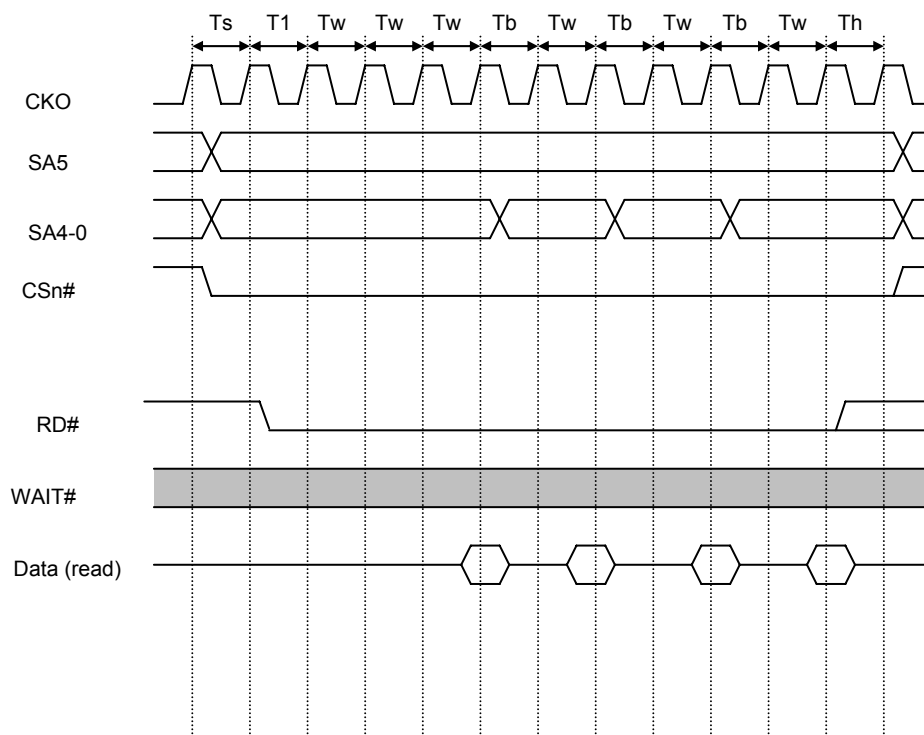 Ts T1 Tw Tw Tw Tb Tw Tb Tw Tb Tw Th
CKO
SA5
SA4-0
CSn#
RD#
WAIT#
Data (read)